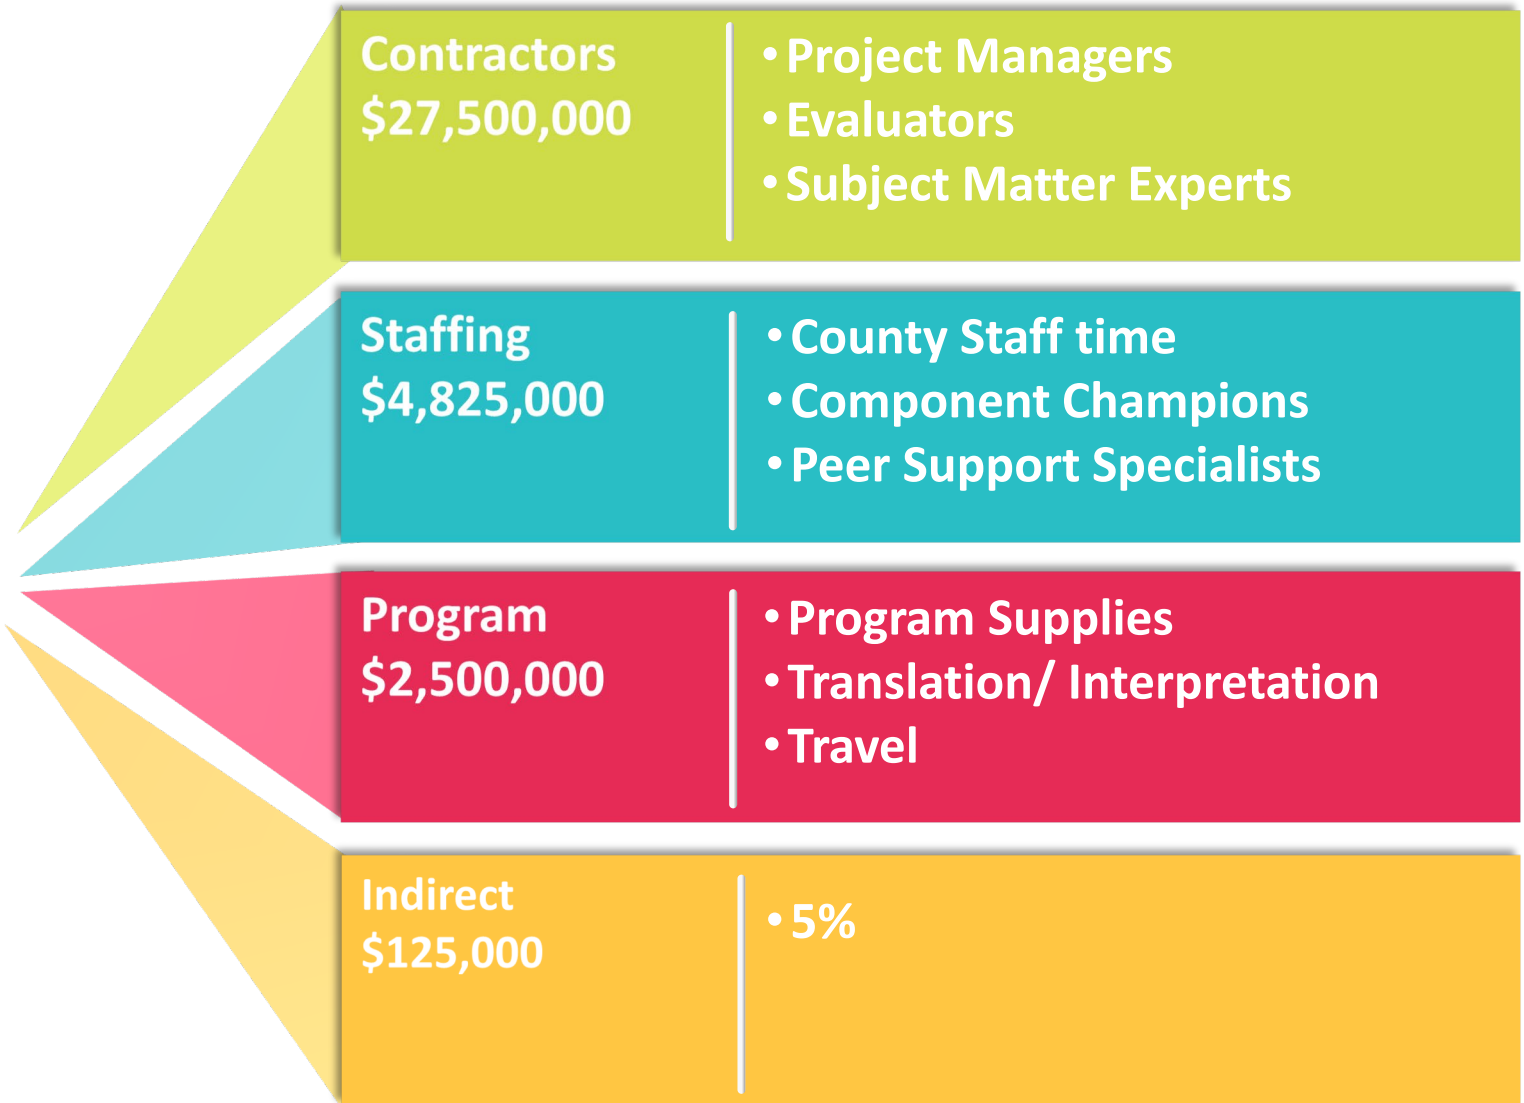 Contractors
$27,500,000
• Project Managers
• Evaluators
• Subject Matter Experts
Staffing
$4,825,000
• County Staff time
• Component Champions
• Peer Support Specialists
Program
$2,500,000
• Program Supplies
• Translation/ Interpretation
• Travel
Indirect
$125,000
• 5%